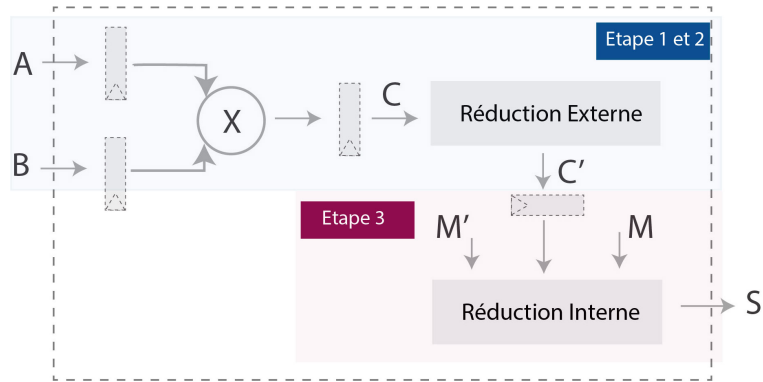 Etape 1 et 2
A
X
C
Réduction Externe
B
C'
Etape 3
M'
M
Réduction Interne
S